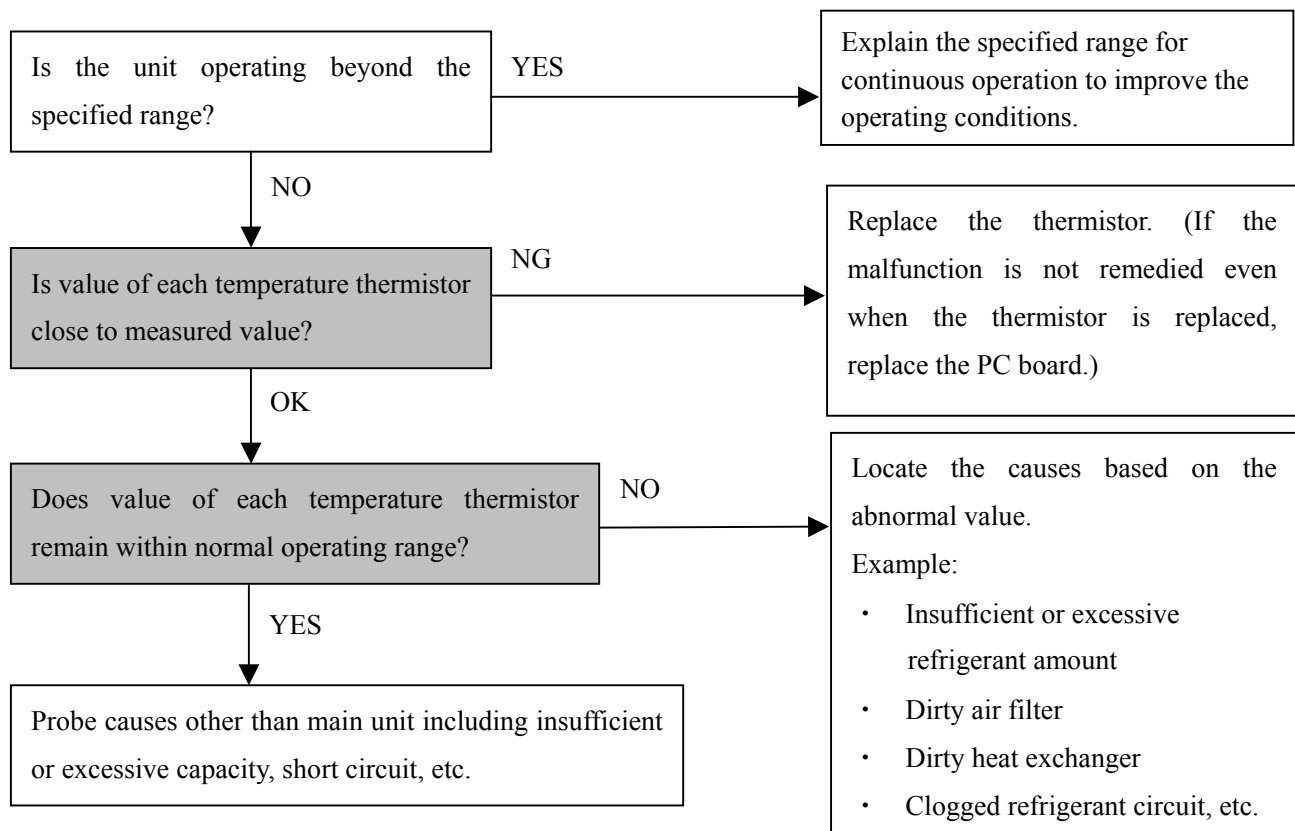 Is the unit operating beyond the
specified range?
YES
Explain the specified range for
continuous operation to improve the
operating conditions.
NO
Is value of each temperature thermistor
close to measured value?
NG
Replace the thermistor. (If the
malfunction is not remedied even
when the thermistor is replaced,
replace the PC board.)
OK
Does value of each temperature thermistor
remain within normal operating range?
NO
Locate the causes based on the
abnormal value.
Example:
・ Insufficient or excessive
refrigerant amount
・ Dirty air filter
・ Dirty heat exchanger
・ Clogged refrigerant circuit, etc.
YES
Probe causes other than main unit including insufficient
or excessive capacity, short circuit, etc.